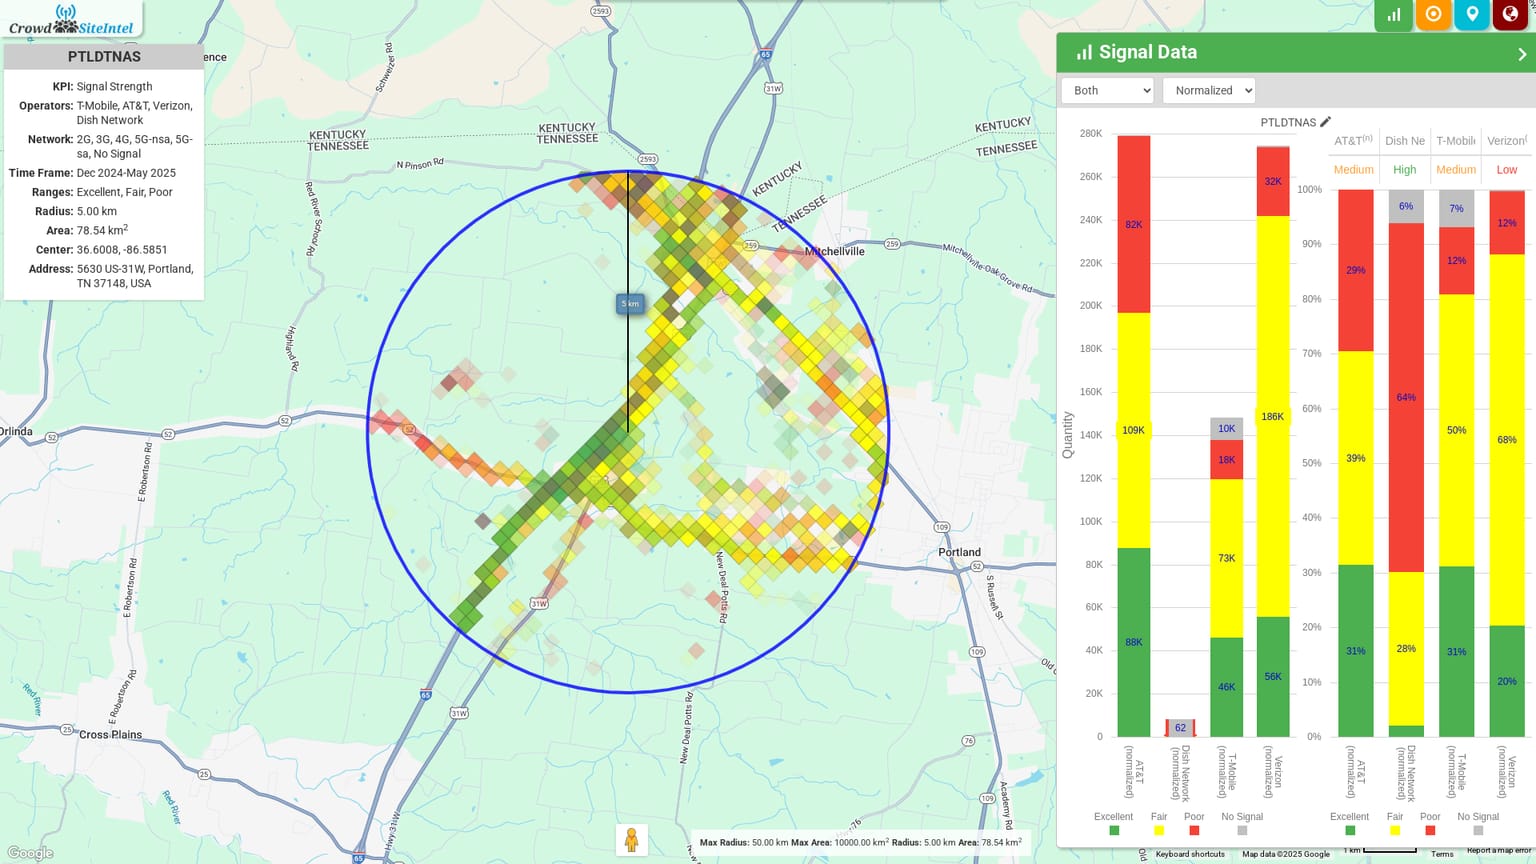 Crowd SiteIntel
PTLDTNAS
KPI: Signal Strength
Operators: T-Mobile, AT&T, Verizon,
Dish Network
Network: 2G, 3G, 4G, 5G-nsa, 5G-
sa, No Signal
Time Frame: Dec 2024-May 2025
Ranges: Excellent, Fair, Poor
Radius: 5.00 km
Area: 78.54 km²
Center: 36.6008, -86.5851
Address: 5630 US-31W, Portland,
TN 37148, USA
2593
65
31W
Schweizer Rd
KENTUCKY
TENNESSEE
KENTUCKY
TENNESSEE
KENTUCKY
TENNESSEE
KENTUCKY
TENNESSEE
N Pinson Rd
2593
Red River School Rd
259
Mitchellville
259
Mitchellville Oak Grove Rd
5 km
Highland Rd
Orlinda
52
52
52
52
E Robertson Rd
E Robertson Rd
E Robertson Rd
109
Portland
52
S Russell St
New Deal Potts Rd
31W
109
65
31W
Red River
25
Cross Plains
New Deal Potts Rd
76
25
Red River
109
Academy Rd
Hwy 31W
65
Google
Max Radius: 50.00 km Max Area: 10000.00 km² Radius: 5.00 km Area: 78.54 km²
Keyboard shortcuts
Map data ©2025 Google
1 km
Terms
Report a map error
Signal Data
Both
Normalized
PTLDTNAS
Quantity
280K
260K
240K
220K
200K
180K
160K
140K
120K
100K
80K
60K
40K
20K
0
82K
109K
88K
62
10K
18K
73K
46K
32K
186K
56K
AT&T
(normalized)
Dish Network
(normalized)
T-Mobile
(normalized)
Verizon
(normalized)
Excellent
Fair
Poor
No Signal
AT&T(n)
Dish Ne
T-Mobile
Verizon(
Medium
High
Medium
Low
100%
90%
80%
70%
60%
50%
40%
30%
20%
10%
0%
29%
39%
31%
6%
64%
28%
7%
12%
50%
31%
12%
68%
20%
AT&T
(normalized)
Dish Network
(normalized)
T-Mobile
(normalized)
Verizon
(normalized)
Excellent
Fair
Poor
No Signal